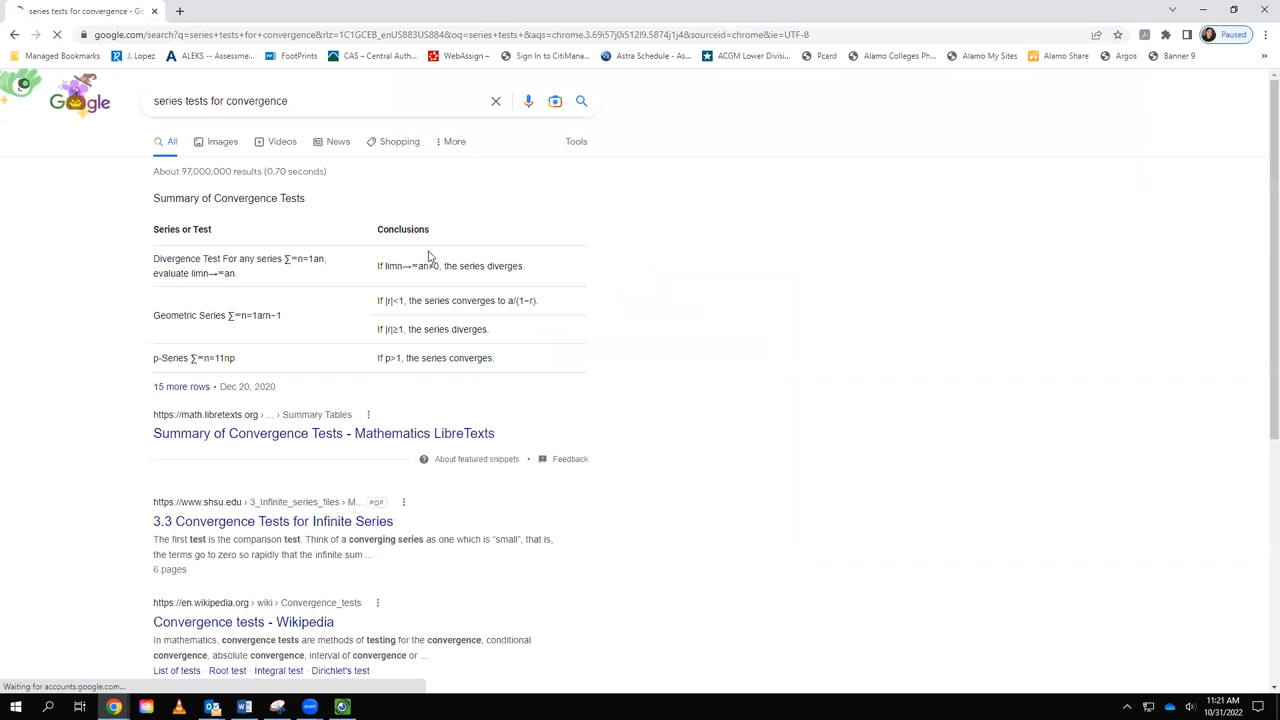 series tests for convergence - Go
google.com/search?q=series+tests+for+convergence&rlz=1C1GCEB_enUS883US884&oq=series+tests+&aqs=chrome.3.69i57j0i512l9.5874j1j4&sourceid=chrome&ie=UTF-8
Paused
Managed Bookmarks J. Lopez ALEKS -- Assessme... FootPrints CAS – Central Auth... WebAssign – Sign In to CitiMana... Astra Schedule - As... ACGM Lower Divisi... Pcard Alamo Colleges Ph... Alamo My Sites Alamo Share Argos Banner 9 »
Google
series tests for convergence
All Images Videos News Shopping More Tools
About 97,000,000 results (0.70 seconds)
Summary of Convergence Tests
Series or Test Conclusions
Divergence Test For any series ∑∞n=1an,
evaluate limn→∞an.
If limn→∞an≠0, the series diverges.
Geometric Series ∑∞n=1arn−1
If |r|<1, the series converges to a/(1−r).
If |r|≥1, the series diverges.
p-Series ∑∞n=11np If p>1, the series converges.
15 more rows • Dec 20, 2020
https://math.libretexts.org › ... › Summary Tables
Summary of Convergence Tests - Mathematics LibreTexts
About featured snippets • Feedback
https://www.shsu.edu › 3_Infinite_series_files › M... PDF
3.3 Convergence Tests for Infinite Series
The first test is the comparison test. Think of a converging series as one which is “small”, that is,
the terms go to zero so rapidly that the infinite sum ...
6 pages
https://en.wikipedia.org › wiki › Convergence_tests
Convergence tests - Wikipedia
In mathematics, convergence tests are methods of testing for the convergence, conditional
convergence, absolute convergence, interval of convergence or ...
List of tests · Root test · Integral test · Dirichlet's test
Waiting for accounts.google.com...
11:21 AM
10/31/2022